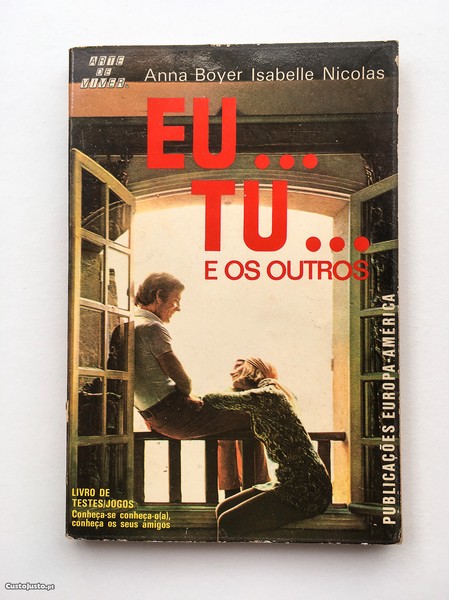 ARTE
DE
VIVER
Anna Boyer Isabelle Nicolas
EU...
TU...
E OS OUTROS
PUBLICAÇÕES EUROPA-AMÉRICA
LIVRO DE
TESTES/JOGOS
Conheça-se conheça-o(a),
conheça os seus amigos
CustoJusto.pt